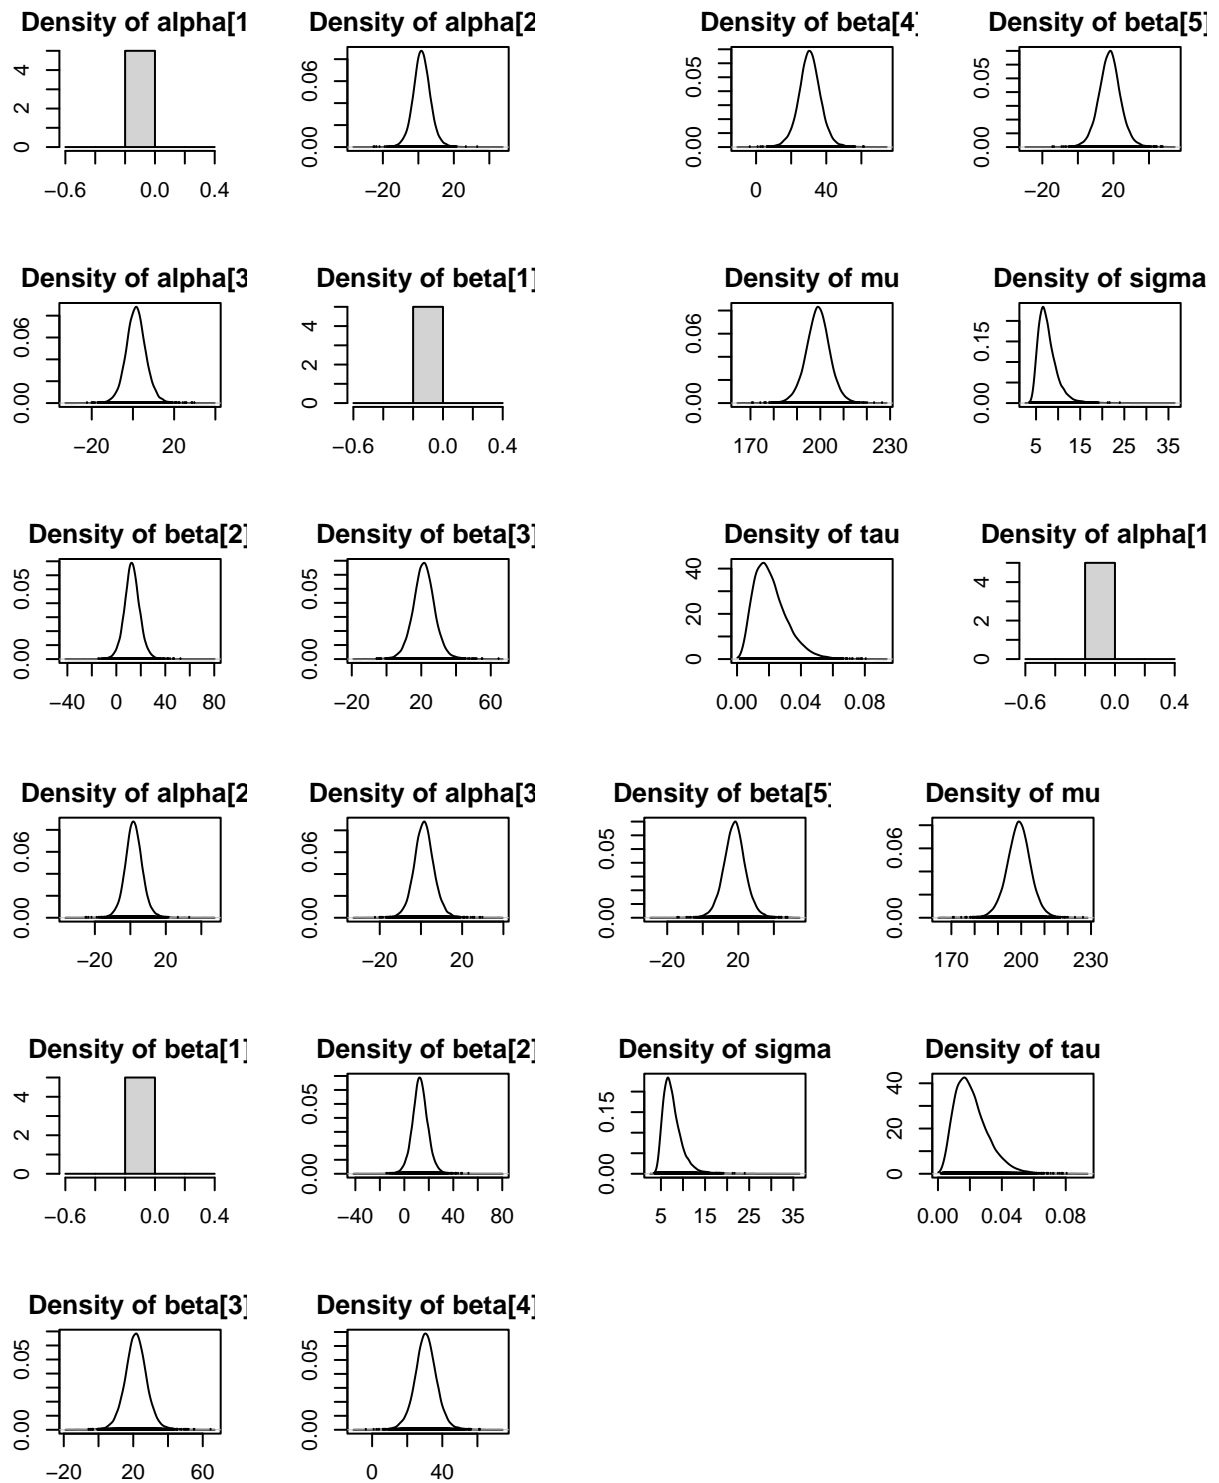 Density of alpha[1
0 2 4
−0.6 0.0 0.4
Density of alpha[2
0.00 0.06
−20 20
Density of beta[4]
0.00 0.05
0 40
Density of beta[5]
0.00 0.05
−20 20
Density of alpha[3
0.00 0.06
−20 20
Density of beta[1]
0 2 4
−0.6 0.0 0.4
Density of mu
0.00 0.06
170 200 230
Density of sigma
0.00 0.15
5 15 25 35
Density of beta[2]
0.00 0.05
−40 0 40 80
Density of beta[3]
0.00 0.05
−20 20 60
Density of tau
0 20 40
0.00 0.04 0.08
Density of alpha[1
0 2 4
−0.6 0.0 0.4
Density of alpha[2
0.00 0.06
−20 20
Density of alpha[3
0.00 0.06
−20 20
Density of beta[5]
0.00 0.05
−20 20
Density of mu
0.00 0.06
170 200 230
Density of beta[1]
0 2 4
−0.6 0.0 0.4
Density of beta[2]
0.00 0.05
−40 0 40 80
Density of sigma
0.00 0.15
5 15 25 35
Density of tau
0 20 40
0.00 0.04 0.08
Density of beta[3]
0.00 0.05
−20 20 60
Density of beta[4]
0.00 0.05
0 40